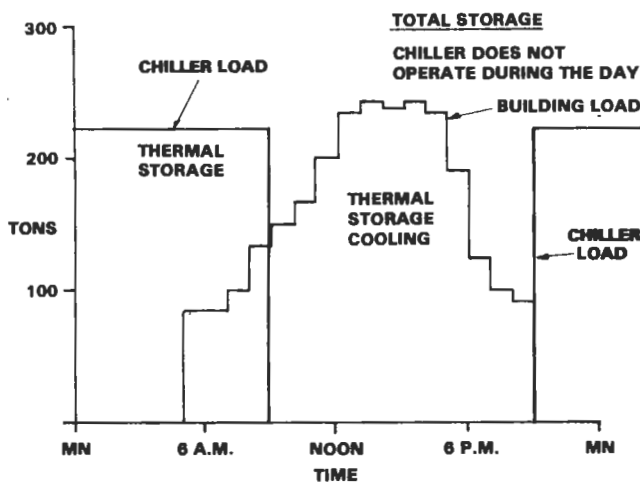 TOTAL STORAGE
CHILLER DOES NOT
OPERATE DURING THE DAY
300
CHILLER LOAD
BUILDING LOAD
200
THERMAL
STORAGE
THERMAL
STORAGE
COOLING
TONS
CHILLER
LOAD
100
MN
6 A.M.
NOON
6 P.M.
MN
TIME